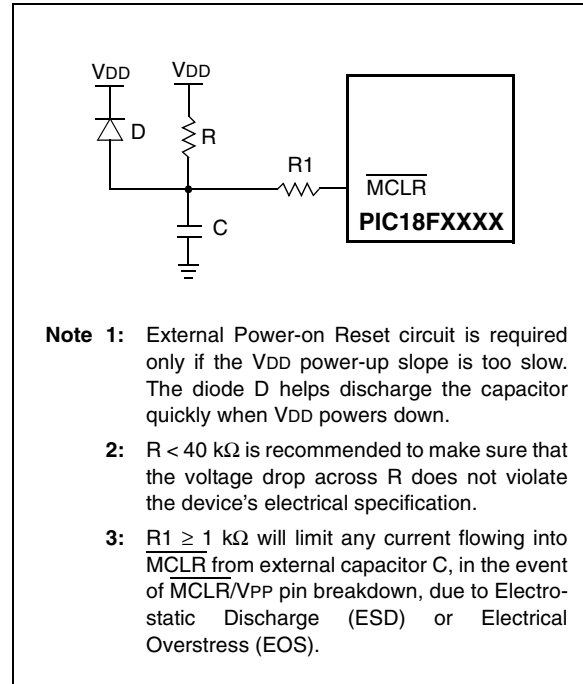 VDD VDD
D R
R1
MCLR
PIC18FXXXX
C
Note 1: External Power-on Reset circuit is required
only if the VDD power-up slope is too slow.
The diode D helps discharge the capacitor
quickly when VDD powers down.
2: R < 40 kΩ is recommended to make sure that
the voltage drop across R does not violate
the device's electrical specification.
3: R1 ≥ 1 kΩ will limit any current flowing into
MCLR from external capacitor C, in the event
of MCLR/VPP pin breakdown, due to Electro-
static Discharge (ESD) or Electrical
Overstress (EOS).